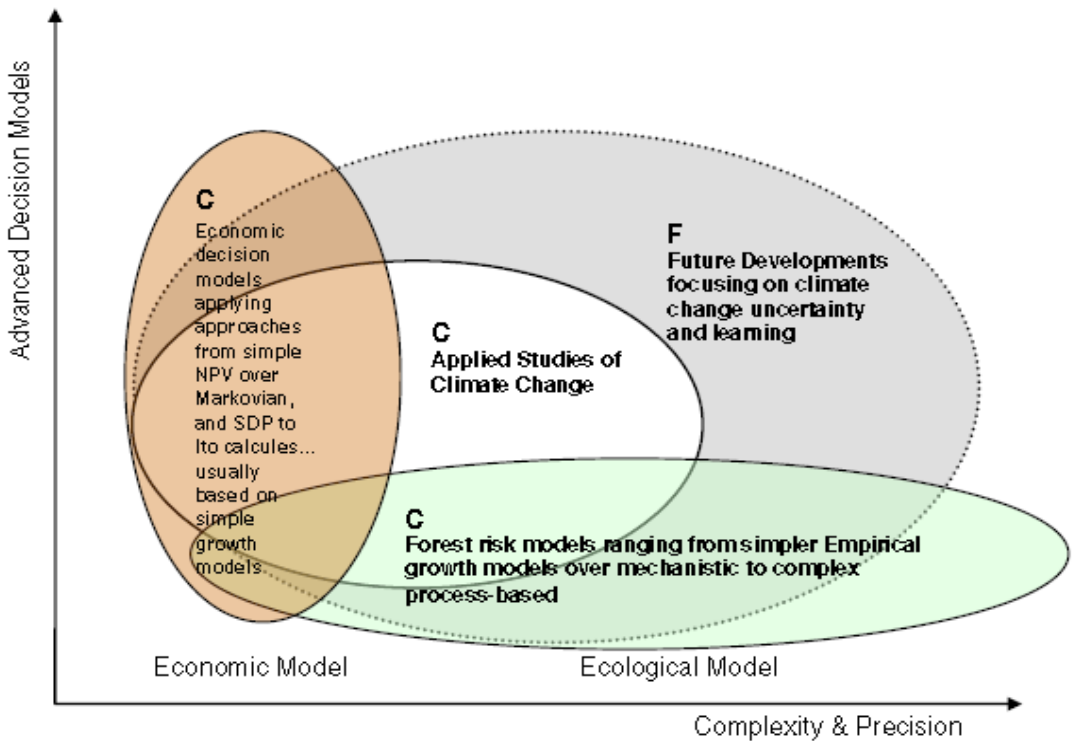 Advanced Decision Models
C
Economic
decision
models
applying
approaches
from simple
NPV over
Markovian,
and SDP to
Ito calcules...
usually
based on
simple
growth
models
C
Applied Studies of
Climate Change
F
Future Developments
focusing on climate
change uncertainty
and learning
C
Forest risk models ranging from simpler Empirical
growth models over mechanistic to complex
process-based
Economic Model
Ecological Model
Complexity & Precision